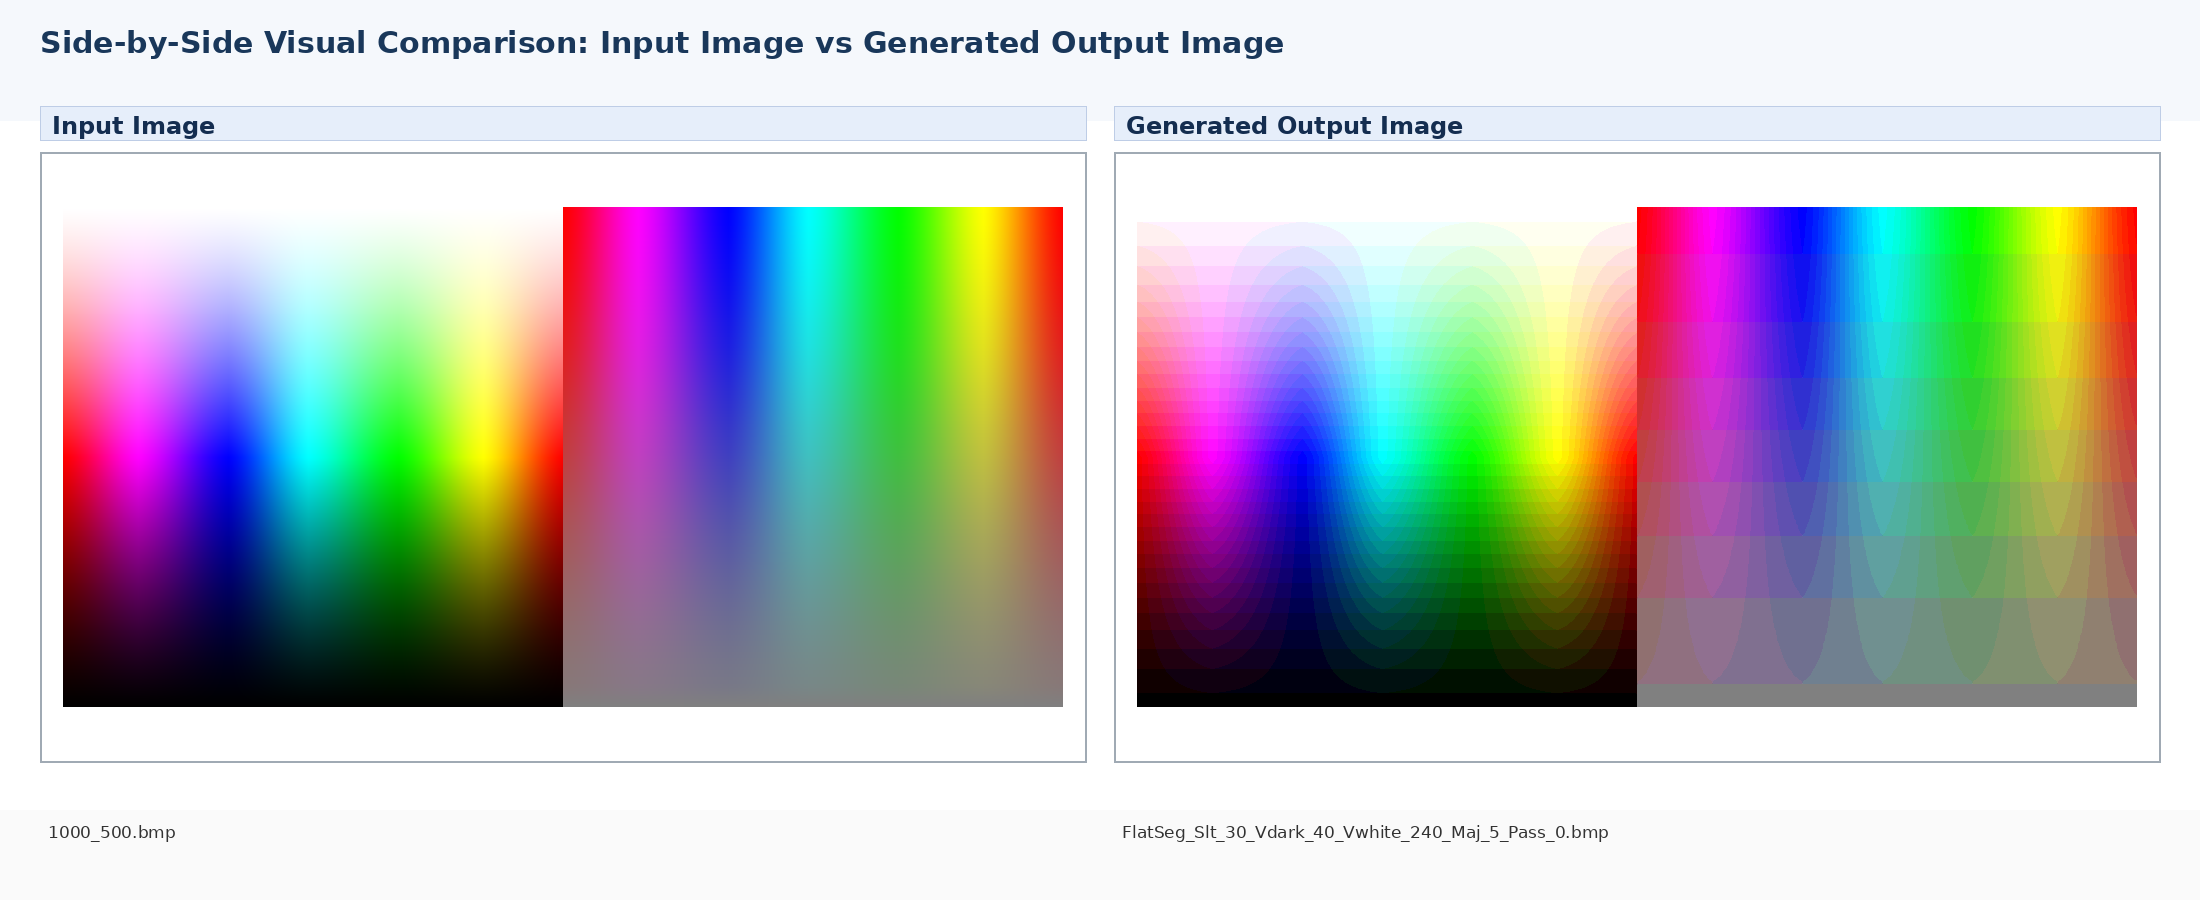 Side-by-Side Visual Comparison: Input Image vs Generated Output Image
Input Image
Generated Output Image
1000_500.bmp
FlatSeg_Slt_30_Vdark_40_Vwhite_240_Maj_5_Pass_0.bmp